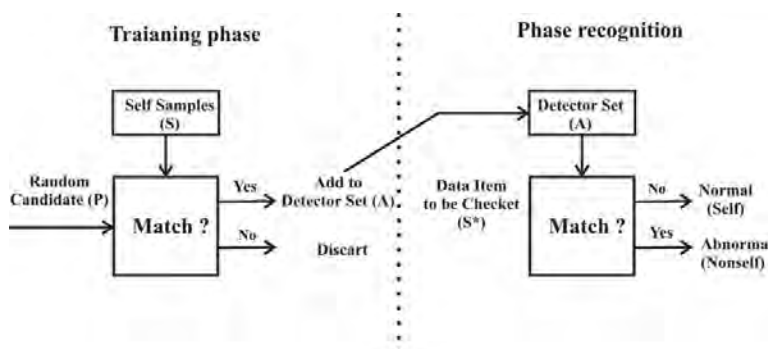 Traianing phase
Phase recognition
Self Samples
(S)
Detector Set
(A)
Random
Candidate (P)
Match ?
Yes
No
Add to
Detector Set (A)
Discart
Data Item
to be Checket
(S*)
Match ?
No
Yes
Normal
(Self)
Abnorma
(Nonself)